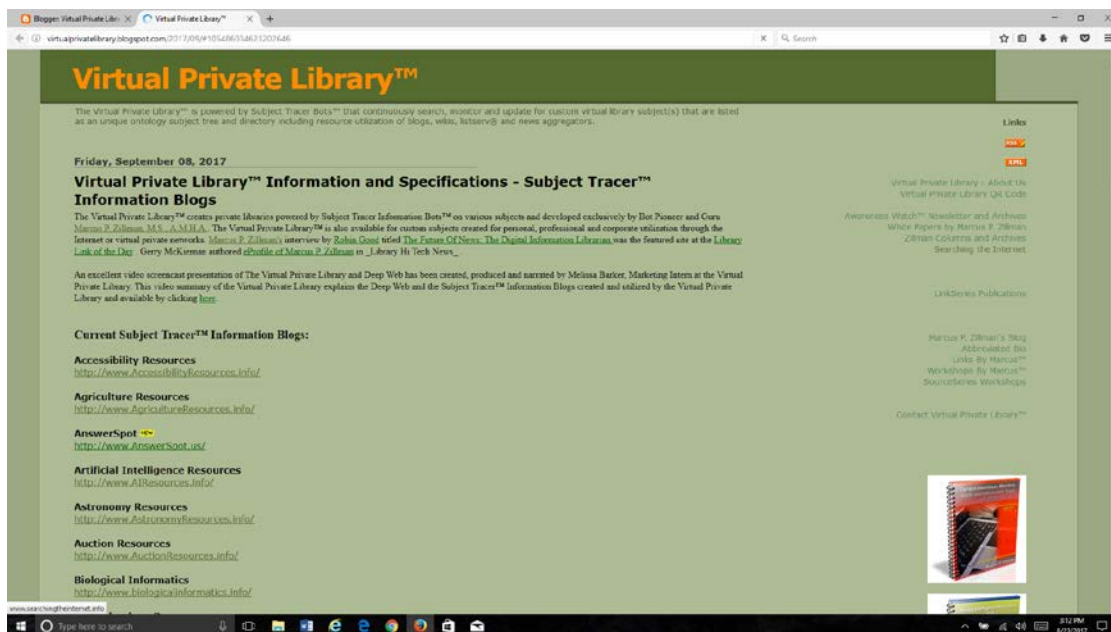 Blogger: Virtual Private Libr
Virtual Private Library™
virtualprivatelibrary.blogspot.com/2017/09/#105486354621202646
Search
Virtual Private Library™
The Virtual Private Library™ is powered by Subject Tracer Bots™ that continuously search, monitor and update for custom virtual library subject(s) that are listed
as an unique ontology subject tree and directory including resource utilization of blogs, wikis, listserv® and news aggregators.
Friday, September 08, 2017
Virtual Private Library™ Information and Specifications - Subject Tracer™
Information Blogs
The Virtual Private Library™ creates private libraries powered by Subject Tracer Information Bots™ on various subjects and developed exclusively by Bot Pioneer and Guru
Marcus P. Zillman, M.S., A.M.H.A. The Virtual Private Library™ is also available for custom subjects created for personal, professional and corporate utilization through the
Internet or virtual private networks. Marcus P. Zillman's interview by Robin Good titled The Future Of News: The Digital Information Librarian was the featured site at the Library
Link of the Day. Gerry McKiernan authored eProfile of Marcus P. Zillman in _Library Hi Tech News_.
An excellent video screencast presentation of The Virtual Private Library and Deep Web has been created, produced and narrated by Melissa Barker, Marketing Intern at the Virtual
Private Library. This video summary of the Virtual Private Library explains the Deep Web and the Subject Tracer™ Information Blogs created and utilized by the Virtual Private
Library and available by clicking here.
Current Subject Tracer™ Information Blogs:
Accessibility Resources
http://www.AccessibilityResources.info/
Agriculture Resources
http://www.AgricultureResources.info/
AnswerSpot NEW
http://www.AnswerSpot.us/
Artificial Intelligence Resources
http://www.AIResources.info/
Astronomy Resources
http://www.AstronomyResources.info/
Auction Resources
http://www.AuctionResources.info/
Biological Informatics
http://www.biologicalinformatics.info/
Links
RSS
XML
Virtual Private Library - About Us
Virtual Private Library QR Code
Awareness Watch™ Newsletter and Archives
White Papers by Marcus P. Zillman
Zillman Columns and Archives
Searching the Internet
LinkSeries Publications
Marcus P. Zillman's Blog
Abbreviated Bio
Links By Marcus™
Workshops By Marcus™
SourceSeries Workshops
Contact Virtual Private Library™
www.searchingtheinternet.info
Type here to search
3:12 PM